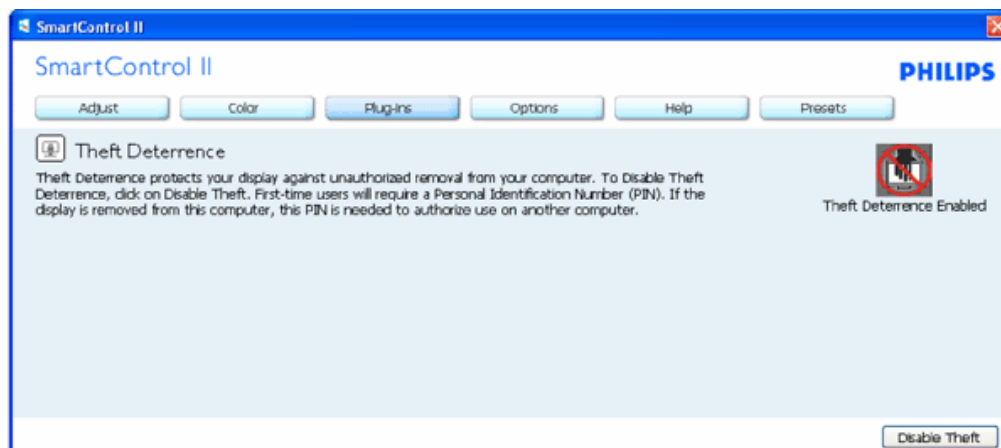 SmartControl II
SmartControl II
PHILIPS
Adjust Color Plug-Ins Options Help Presets
Theft Deterrence
Theft Deterrence protects your display against unauthorized removal from your computer. To Disable Theft
Deterrence, click on Disable Theft. First-time users will require a Personal Identification Number (PIN). If the
display is removed from this computer, this PIN is needed to authorize use on another computer.
Theft Deterrence Enabled
Disable Theft